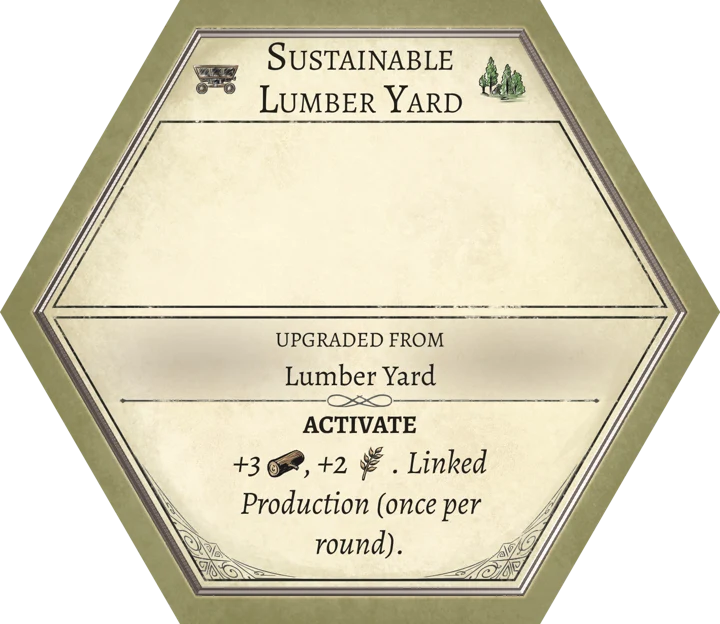 Sustainable
Lumber Yard
UPGRADED FROM
Lumber Yard
ACTIVATE
+3 , +2 . Linked
Production (once per
round).